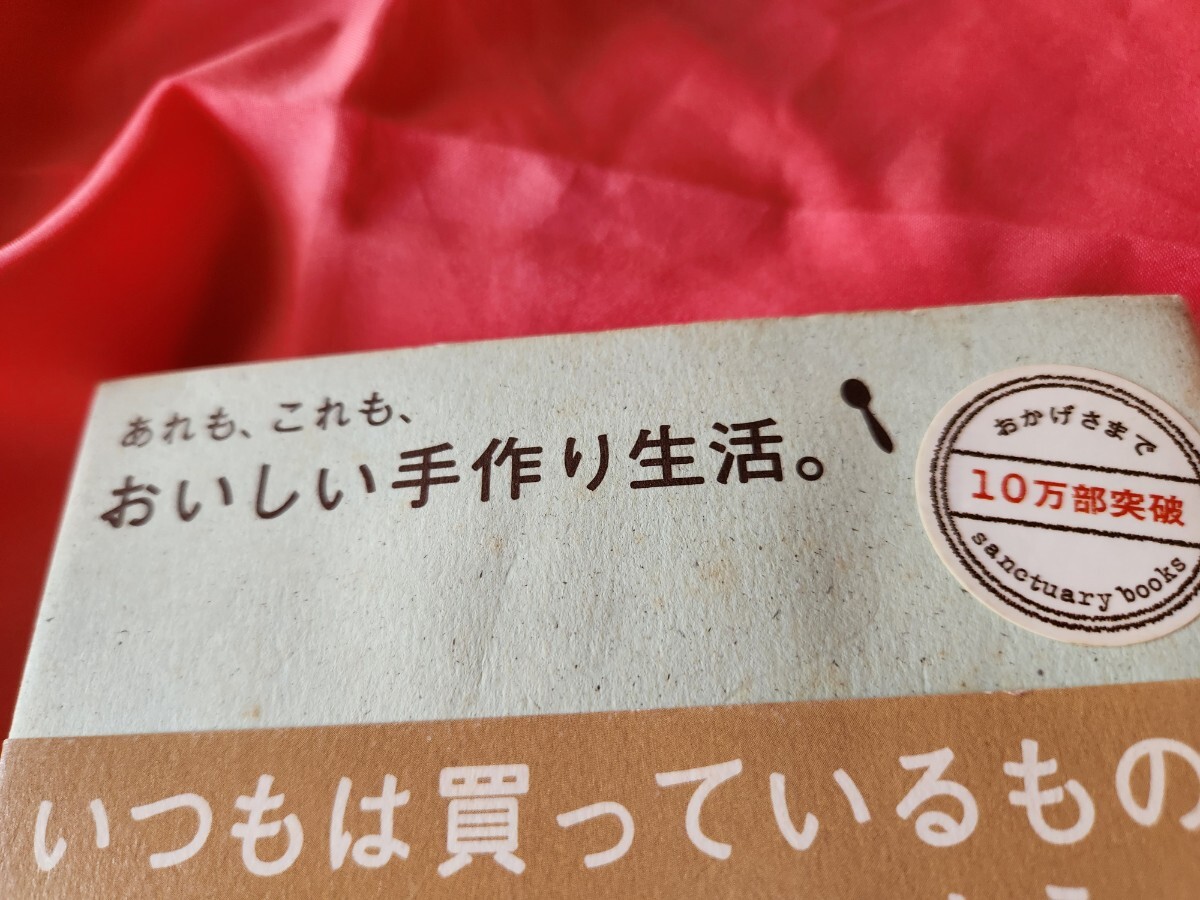 あれも、これも、
おいしい手作り生活。
おかげさまで
10万部突破
sanctuary books
いつもは買っているもの